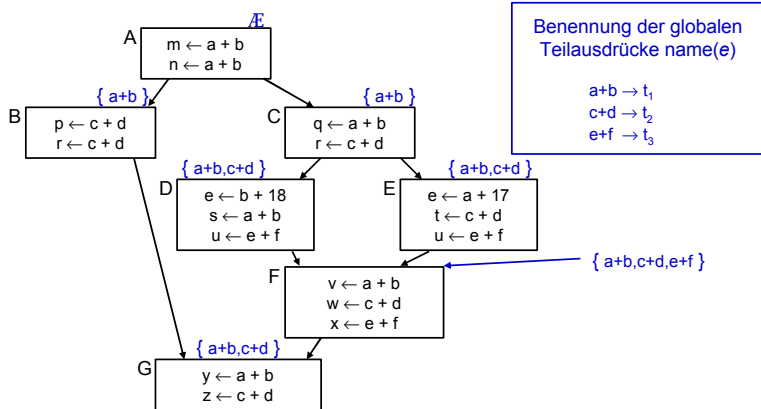 Æ
A
m ← a + b
n ← a + b
Benennung der globalen
Teilausdrücke name(e)
a+b → t₁
c+d → t₂
e+f → t₃
{ a+b }
B
p ← c + d
r ← c + d
{ a+b }
C
q ← a + b
r ← c + d
{ a+b,c+d }
D
e ← b + 18
s ← a + b
u ← e + f
{ a+b,c+d }
E
e ← a + 17
t ← c + d
u ← e + f
{ a+b,c+d,e+f }
F
v ← a + b
w ← c + d
x ← e + f
{ a+b,c+d }
G
y ← a + b
z ← c + d